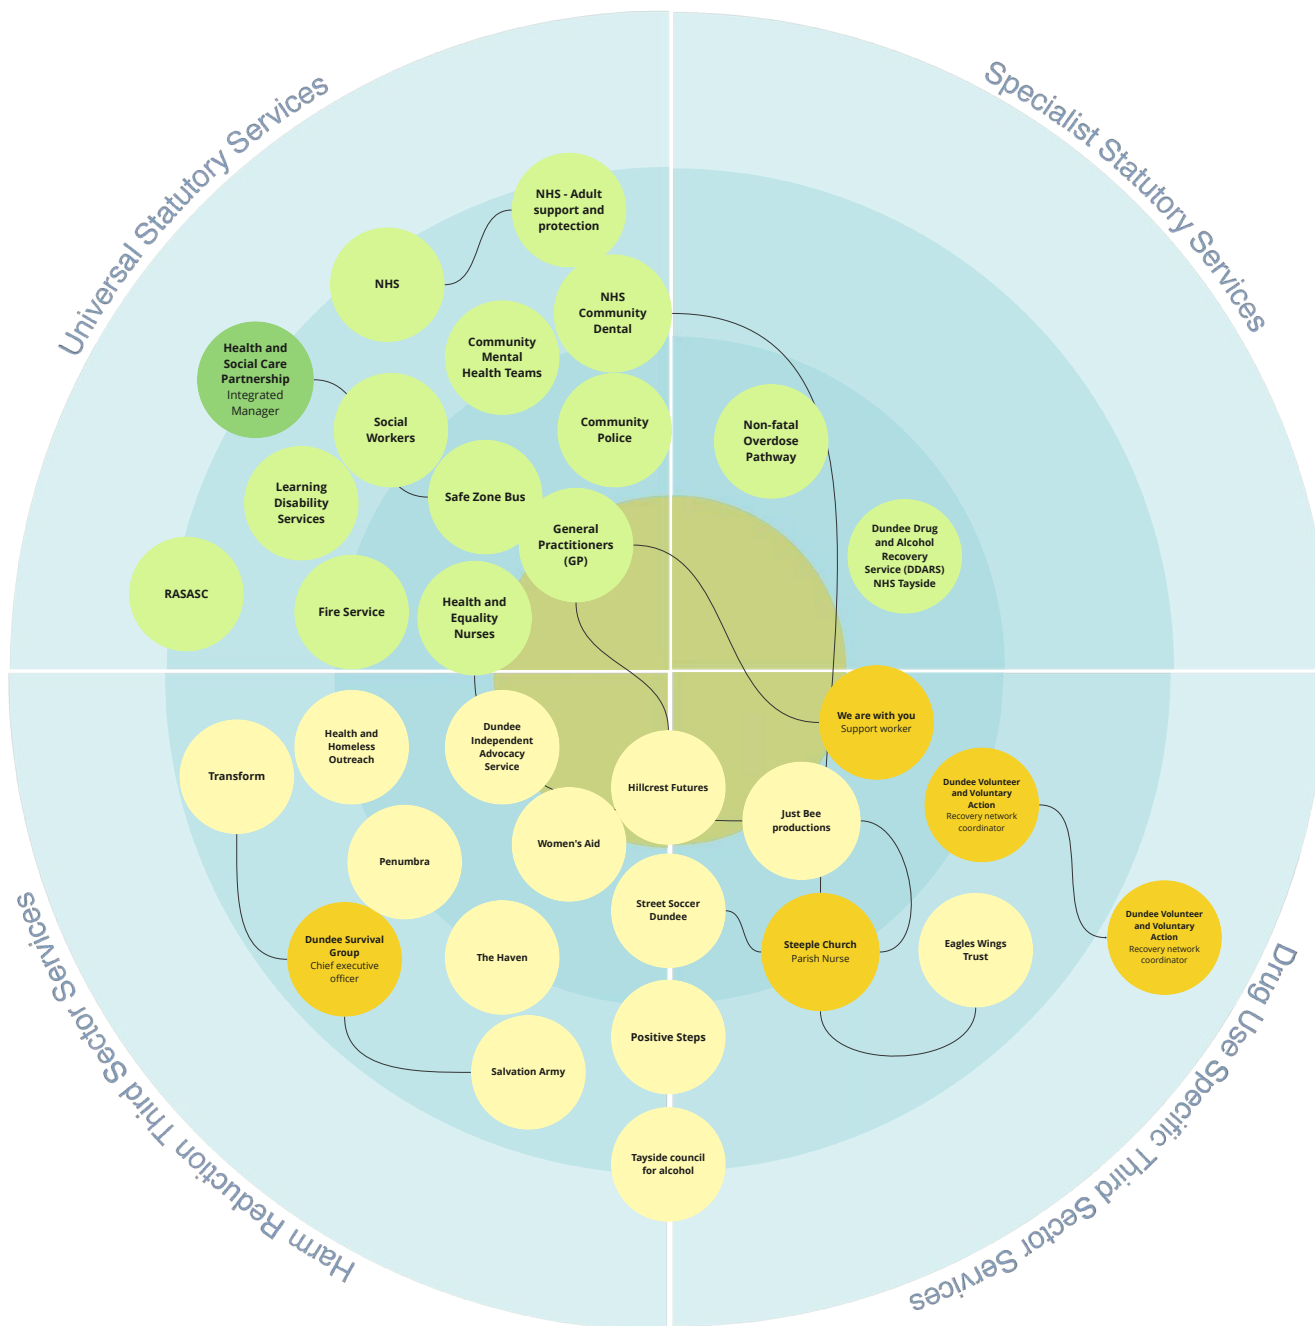 Universal Statutory Services
Specialist Statutory Services
NHS - Adult
support and
protection
NHS
NHS
Community
Dental
Community
Mental
Health Teams
Health and
Social Care
Partnership
Integrated
Manager
Social
Workers
Community
Police
Non-fatal
Overdose
Pathway
Learning
Disability
Services
Safe Zone Bus
General
Practitioners
(GP)
Dundee Drug
and Alcohol
Recovery
Service (DDARS)
NHS Tayside
RASASC
Fire Service
Health and
Equality
Nurses
We are with you
Support worker
Health and
Homeless
Outreach
Dundee
Independent
Advocacy
Service
Transform
Hillcrest Futures
Just Bee
productions
Dundee Volunteer
and Voluntary
Action
Recovery network
coordinator
Penumbra
Women's Aid
Street Soccer
Dundee
Dundee Survival
Group
Chief executive
officer
The Haven
Steeple Church
Parish Nurse
Eagles Wings
Trust
Dundee Volunteer
and Voluntary
Action
Recovery network
coordinator
Positive Steps
Salvation Army
Tayside council
for alcohol
Harm Reduction Third Sector Services
Drug Use Specific Third Sector Services